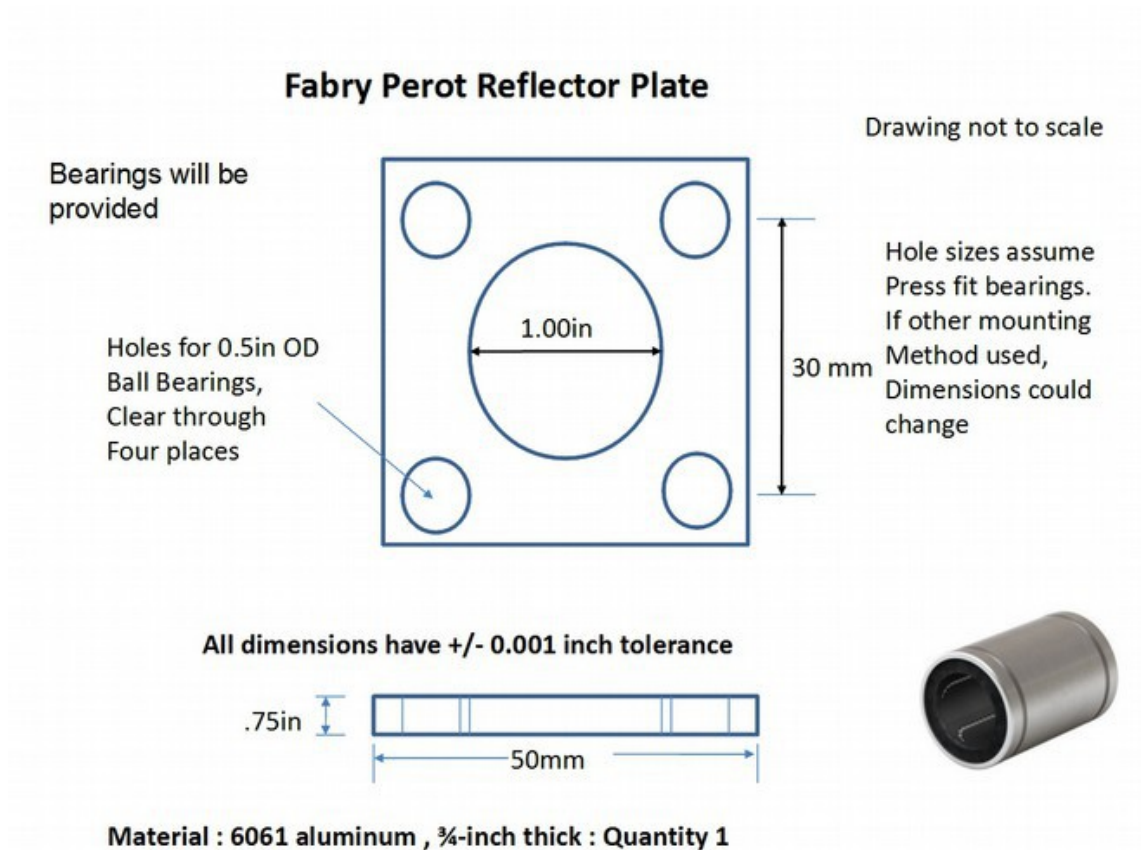 Fabry Perot Reflector Plate
Drawing not to scale
Bearings will be
provided
Hole sizes assume
Press fit bearings.
If other mounting
Method used,
Dimensions could
change
1.00in
30 mm
Holes for 0.5in OD
Ball Bearings,
Clear through
Four places
All dimensions have +/- 0.001 inch tolerance
.75in
50mm
Material : 6061 aluminum , ¾-inch thick : Quantity 1